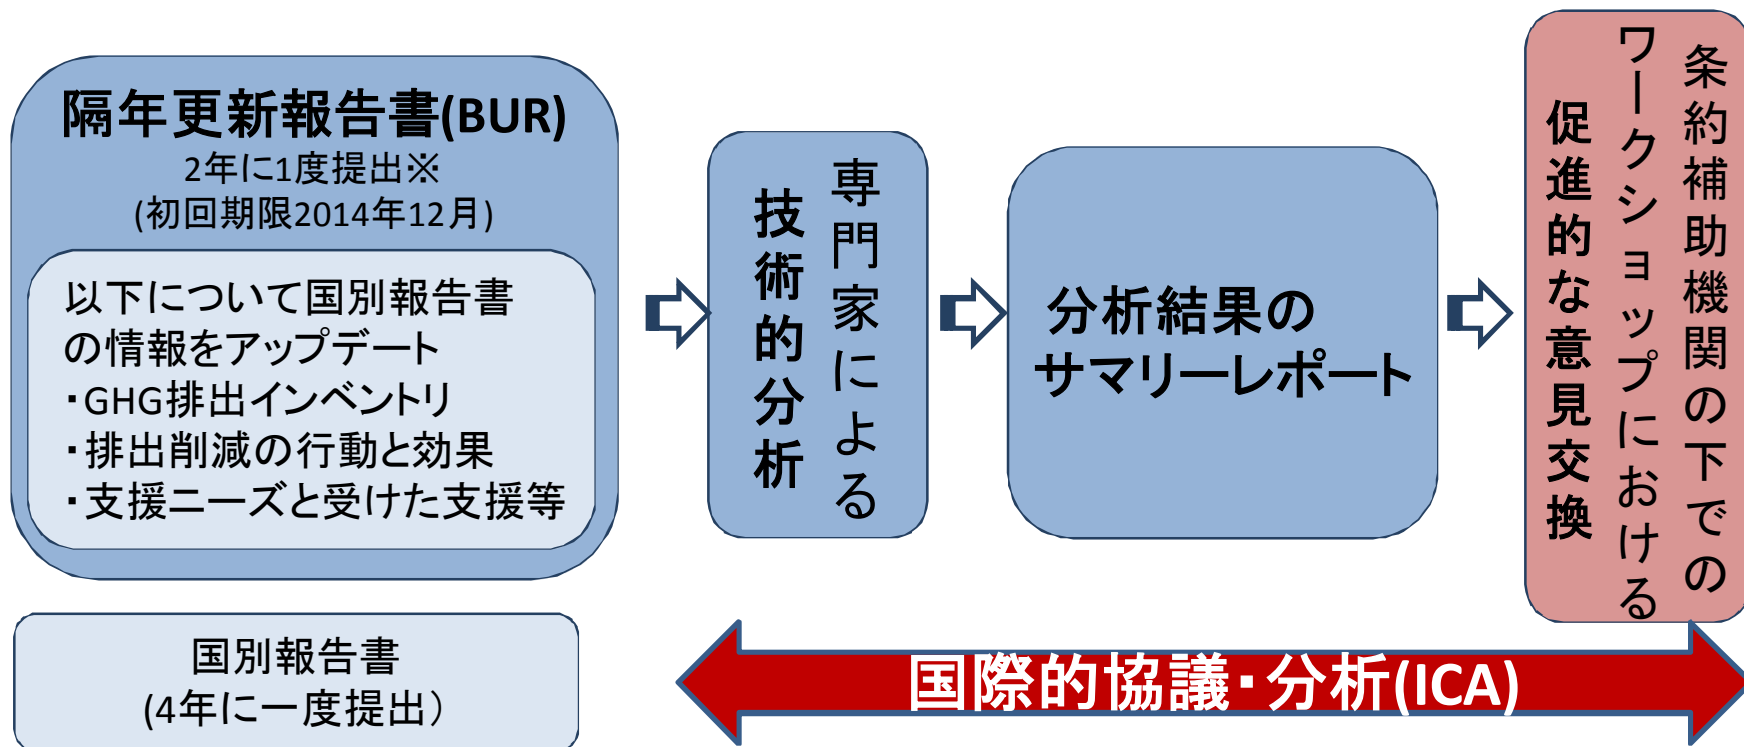 隔年更新報告書(BUR)
2年に1度提出※
(初回期限2014年12月)
以下について国別報告書
の情報をアップデート
・GHG排出インベントリ
・排出削減の行動と効果
・支援ニーズと受けた支援等
国別報告書
(4年に一度提出）
専門家による
技術的分析
分析結果の
サマリーレポート
条約補助機関の下での
ワークショップにおける
促進的な意見交換
国際的協議・分析(ICA)